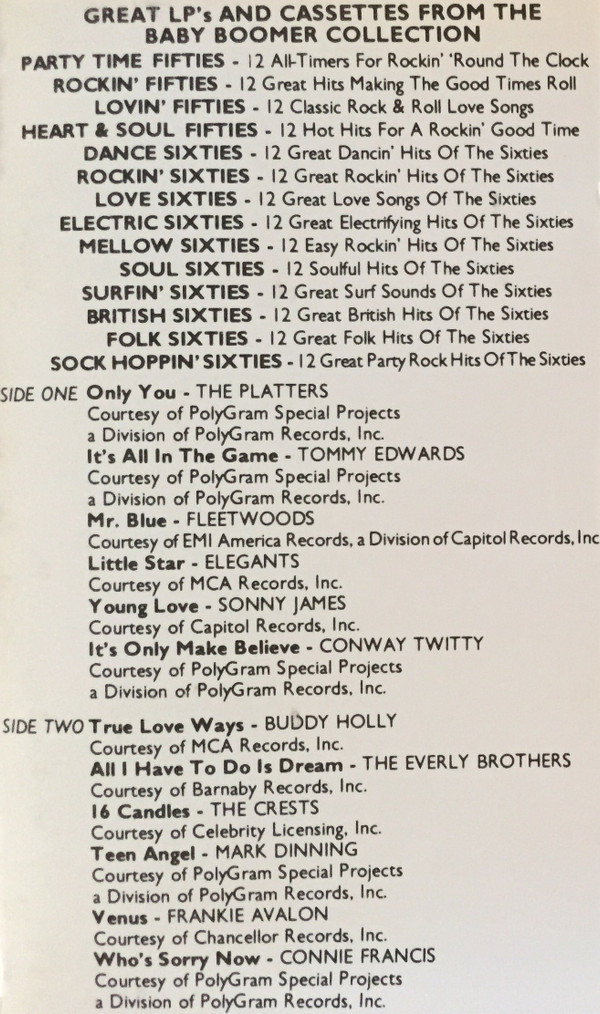 GREAT LP's AND CASSETTES FROM THE
BABY BOOMER COLLECTION
PARTY TIME FIFTIES - 12 All-Timers For Rockin' 'Round The Clock
ROCKIN' FIFTIES - 12 Great Hits Making The Good Times Roll
LOVIN' FIFTIES - 12 Classic Rock & Roll Love Songs
HEART & SOUL FIFTIES - 12 Hot Hits For A Rockin' Good Time
DANCE SIXTIES - 12 Great Dancin' Hits Of The Sixties
ROCKIN' SIXTIES - 12 Great Rockin' Hits Of The Sixties
LOVE SIXTIES - 12 Great Love Songs Of The Sixties
ELECTRIC SIXTIES - 12 Great Electrifying Hits Of The Sixties
MELLOW SIXTIES - 12 Easy Rockin' Hits Of The Sixties
SOUL SIXTIES - 12 Soulful Hits Of The Sixties
SURFIN' SIXTIES - 12 Great Surf Sounds Of The Sixties
BRITISH SIXTIES - 12 Great British Hits Of The Sixties
FOLK SIXTIES - 12 Great Folk Hits Of The Sixties
SOCK HOPPIN' SIXTIES - 12 Great Party Rock Hits Of The Sixties
SIDE ONE Only You - THE PLATTERS
Courtesy of PolyGram Special Projects
a Division of PolyGram Records, Inc.
It's All In The Game - TOMMY EDWARDS
Courtesy of PolyGram Special Projects
a Division of PolyGram Records, Inc.
Mr. Blue - FLEETWOODS
Courtesy of EMI America Records, a Division of Capitol Records, Inc
Little Star - ELEGANTS
Courtesy of MCA Records, Inc.
Young Love - SONNY JAMES
Courtesy of Capitol Records, Inc.
It's Only Make Believe - CONWAY TWITTY
Courtesy of PolyGram Special Projects
a Division of PolyGram Records, Inc.
SIDE TWO True Love Ways - BUDDY HOLLY
Courtesy of MCA Records, Inc.
All I Have To Do Is Dream - THE EVERLY BROTHERS
Courtesy of Barnaby Records, Inc.
16 Candles - THE CRESTS
Courtesy of Celebrity Licensing, Inc.
Teen Angel - MARK DINNING
Courtesy of PolyGram Special Projects
a Division of PolyGram Records, Inc.
Venus - FRANKIE AVALON
Courtesy of Chancellor Records, Inc.
Who's Sorry Now - CONNIE FRANCIS
Courtesy of PolyGram Special Projects
a Division of PolyGram Records, Inc.